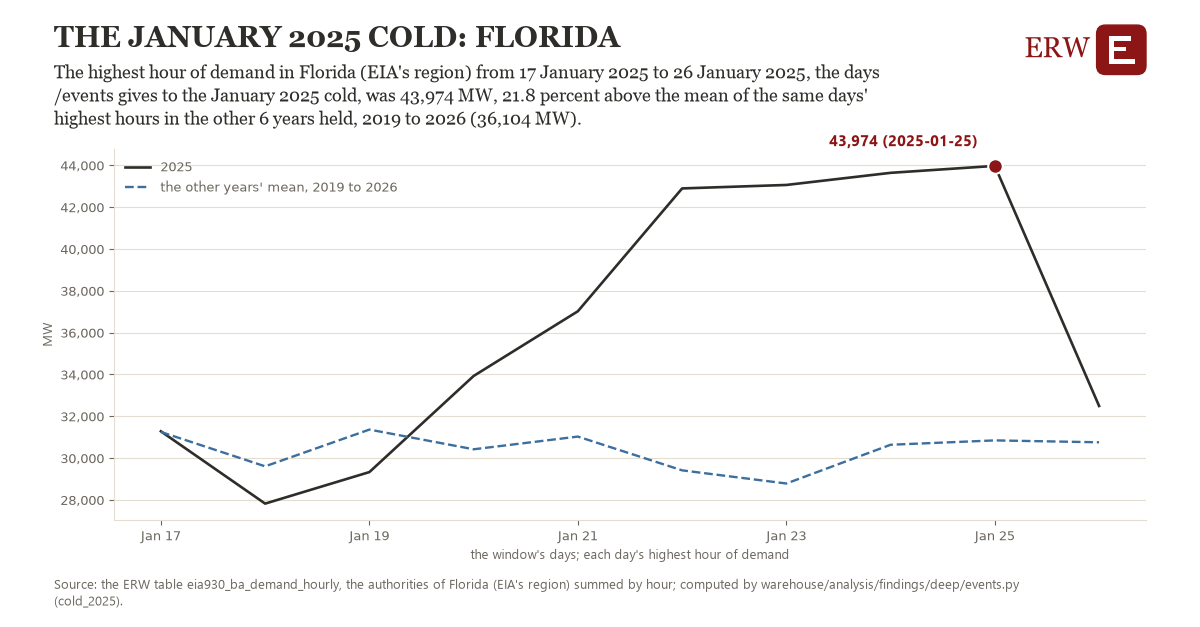 THE JANUARY 2025 COLD: FLORIDA
The highest hour of demand in Florida (EIA's region) from 17 January 2025 to 26 January 2025, the days
/events gives to the January 2025 cold, was 43,974 MW, 21.8 percent above the mean of the same days'
highest hours in the other 6 years held, 2019 to 2026 (36,104 MW).
ERW E
43,974 (2025-01-25)
2025
the other years' mean, 2019 to 2026
44,000
42,000
40,000
38,000
36,000
34,000
32,000
30,000
28,000
MW
Jan 17
Jan 19
Jan 21
Jan 23
Jan 25
the window's days; each day's highest hour of demand
Source: the ERW table eia930_ba_demand_hourly, the authorities of Florida (EIA's region) summed by hour; computed by warehouse/analysis/findings/deep/events.py
(cold_2025).